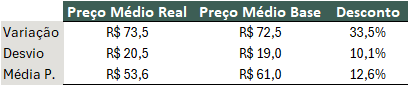 Preço Médio Real Preço Médio Base Desconto
Variação R$ 73,5 R$ 72,5 33,5%
Desvio R$ 20,5 R$ 19,0 10,1%
Média P. R$ 53,6 R$ 61,0 12,6%